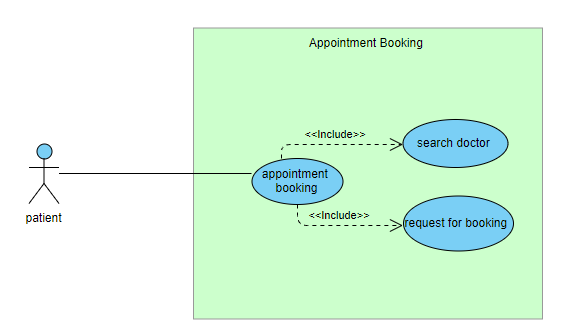 Appointment Booking
<<Include>>
search doctor
appointment
booking
<<Include>>
request for booking
patient